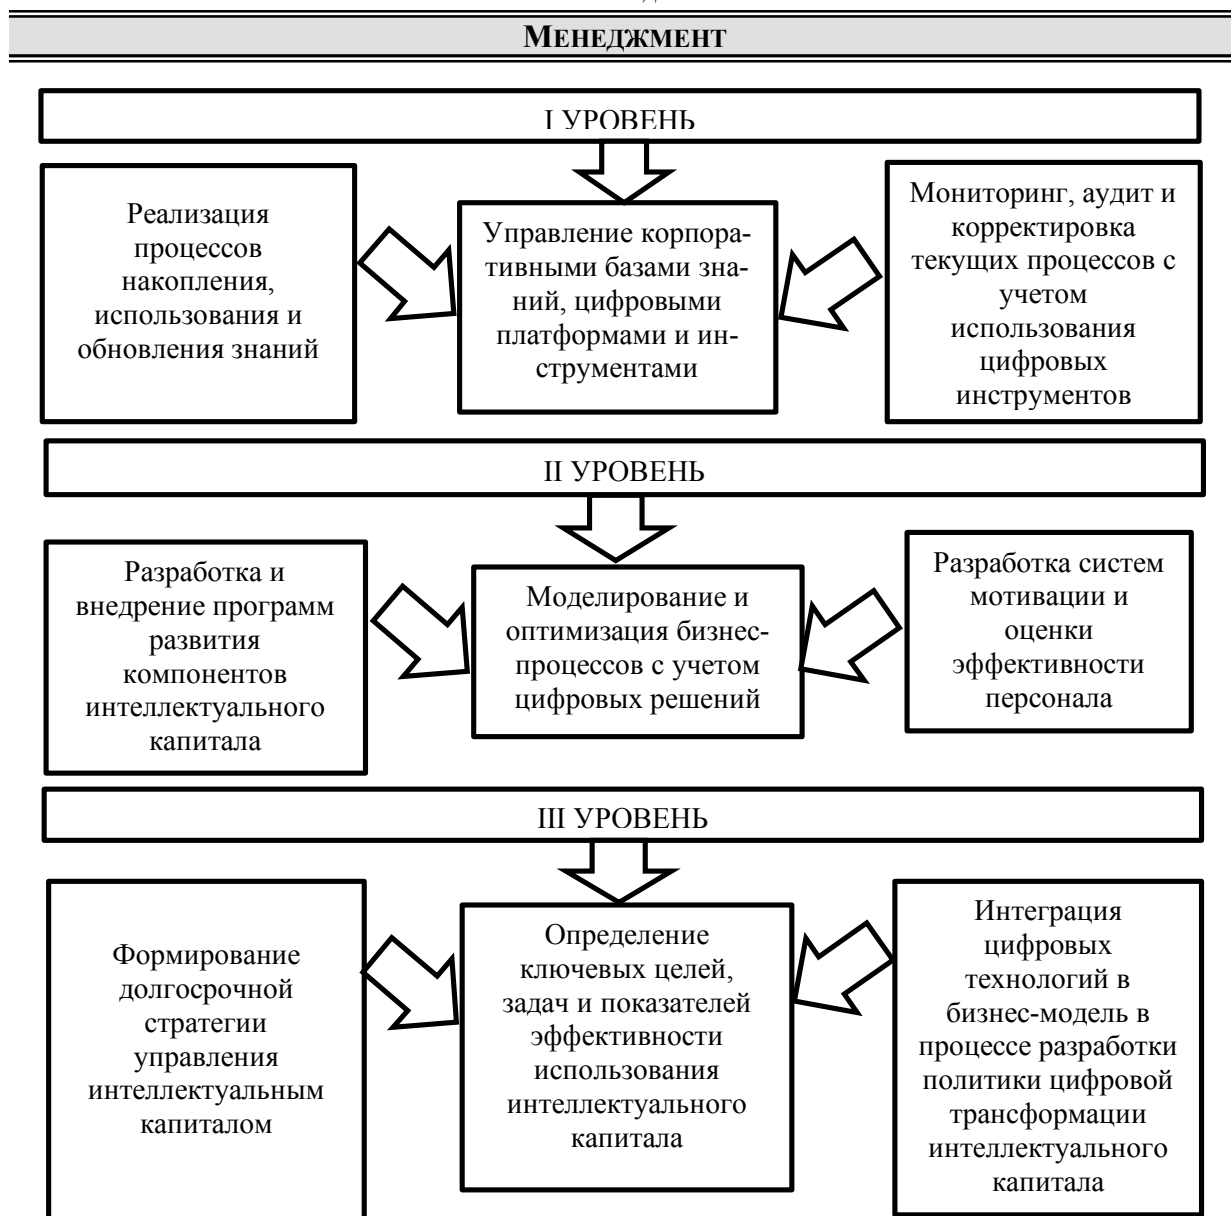 МЕНЕДЖМЕНТ
I УРОВЕНЬ
Реализация
процессов
накопления,
использования и
обновления знаний
Управление корпора-
тивными базами зна-
ний, цифровыми
платформами и ин-
струментами
Мониторинг, аудит и
корректировка
текущих процессов с
учетом
использования
цифровых
инструментов
II УРОВЕНЬ
Разработка и
внедрение программ
развития
компонентов
интеллектуального
капитала
Моделирование и
оптимизация бизнес-
процессов с учетом
цифровых решений
Разработка систем
мотивации и
оценки
эффективности
персонала
III УРОВЕНЬ
Формирование
долгосрочной
стратегии
управления
интеллектуальным
капиталом
Определение
ключевых целей,
задач и показателей
эффективности
использования
интеллектуального
капитала
Интеграция
цифровых
технологий в
бизнес-модель в
процессе разработки
политики цифровой
трансформации
интеллектуального
капитала